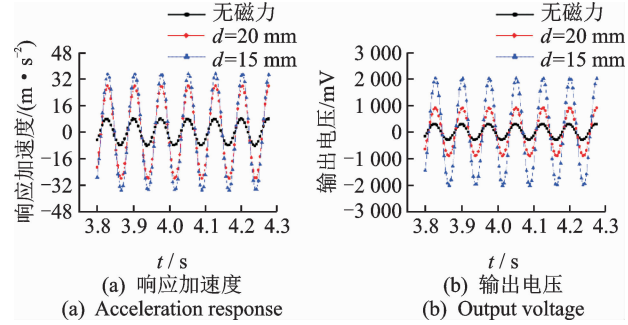 无磁力
d=20 mm
d=15 mm
响应加速度/(m·s⁻²)
48
32
16
0
−16
−32
−48
3.8 3.9 4.0 4.1 4.2 4.3
t / s
(a) 响应加速度
(a) Acceleration response
无磁力
d=20 mm
d=15 mm
输出电压/mV
3 000
2 000
1 000
0
−1 000
−2 000
−3 000
3.8 3.9 4.0 4.1 4.2 4.3
t / s
(b) 输出电压
(b) Output voltage